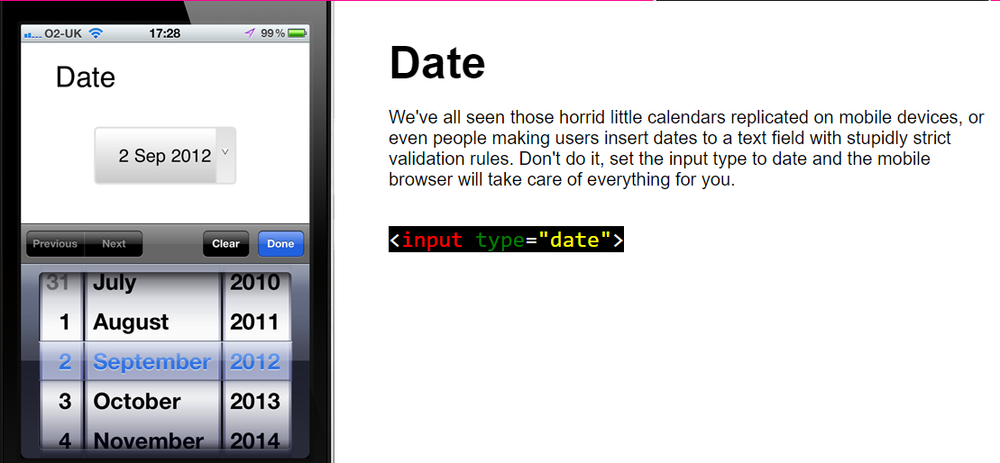 O2-UK 17:28 99%
Date
2 Sep 2012
Previous Next Clear Done
31 July 2010
1 August 2011
2 September 2012
3 October 2013
4 November 2014
Date
We've all seen those horrid little calendars replicated on mobile devices, or
even people making users insert dates to a text field with stupidly strict
validation rules. Don't do it, set the input type to date and the mobile
browser will take care of everything for you.
<input type="date">